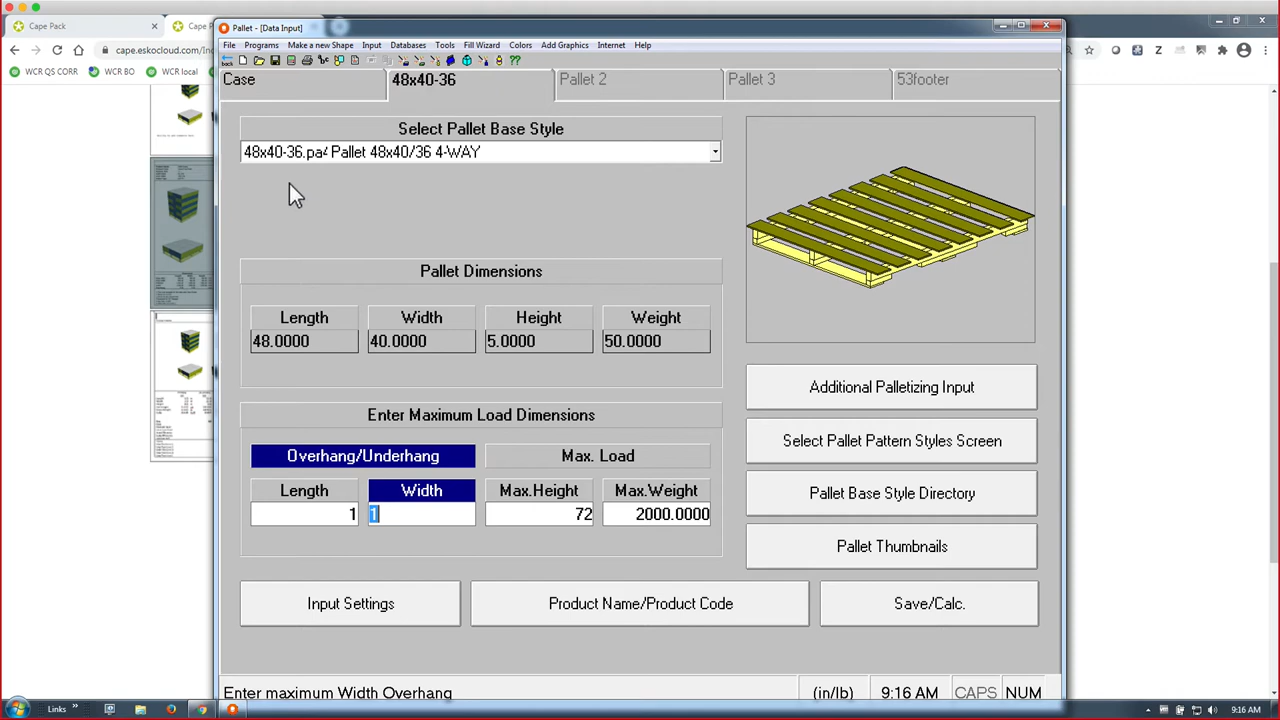 Cape Pack
Cape P
Pallet - [Data Input]
cape.eskocloud.com/In
WCR QS CORR
WCR BO
WCR local
File Programs Make a new Shape Input Databases Tools Fill Wizard Colors Add Graphics Internet Help
Case
48x40-36
Pallet 2
Pallet 3
53footer
Select Pallet Base Style
48x40-36.pa4 Pallet 48x40/36 4-WAY
Pallet Dimensions
Length Width Height Weight
48.0000 40.0000 5.0000 50.0000
Enter Maximum Load Dimensions
Overhang/Underhang Max. Load
Length Width Max.Height Max.Weight
1 1 72 2000.0000
Additional Palletizing Input
Select Pallet Pattern Styles Screen
Pallet Base Style Directory
Pallet Thumbnails
Input Settings
Product Name/Product Code
Save/Calc.
Enter maximum Width Overhang
(in/lb) 9:16 AM CAPS NUM
Links
9:16 AM